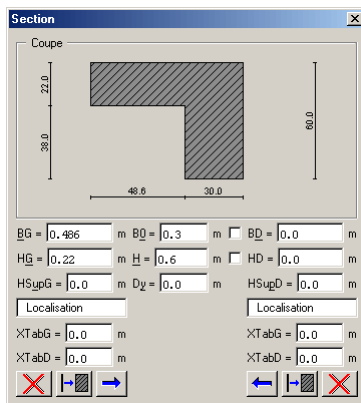 Section
Coupe
22.0
38.0
60.0
48.6 30.0
BG = 0.486 m B0 = 0.3 m BD = 0.0 m
HG = 0.22 m H = 0.6 m HD = 0.0 m
HSupG = 0.0 m Dy = 0.0 m HSupD = 0.0 m
Localisation Localisation
XTabG = 0.0 m XTabG = 0.0 m
XTabD = 0.0 m XTabD = 0.0 m